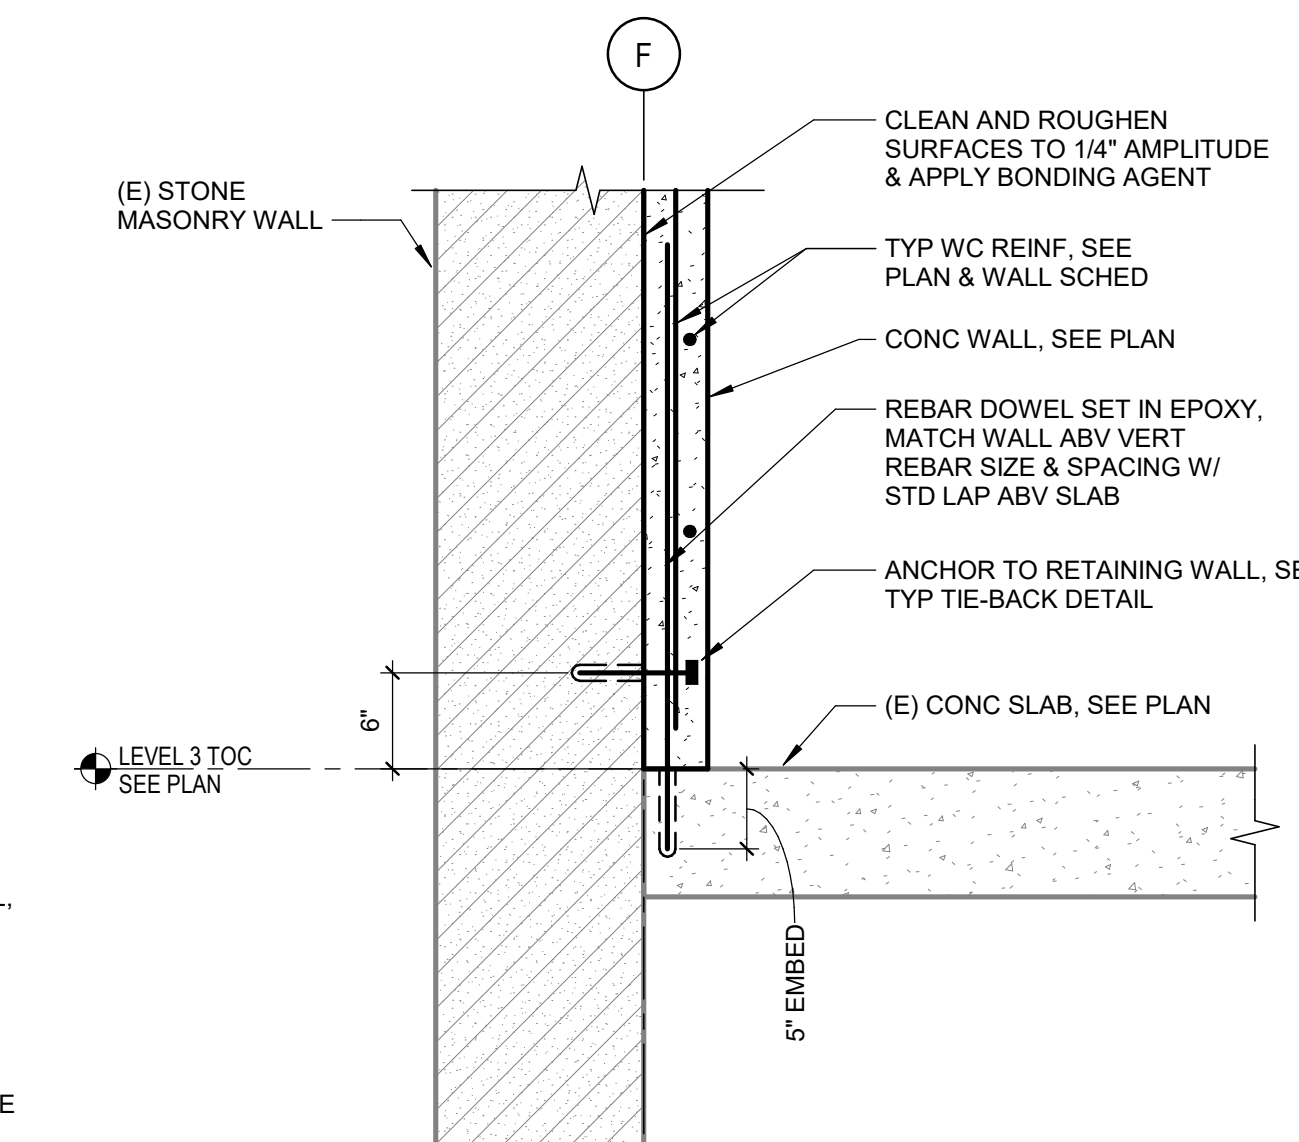 F
CLEAN AND ROUGHEN
SURFACES TO 1/4" AMPLITUDE
& APPLY BONDING AGENT
(E) STONE
MASONRY WALL
TYP WC REINF, SEE
PLAN & WALL SCHED
CONC WALL, SEE PLAN
REBAR DOWEL SET IN EPOXY,
MATCH WALL ABV VERT
REBAR SIZE & SPACING W/
STD LAP ABV SLAB
ANCHOR TO RETAINING WALL,
TYP TIE-BACK DETAIL
6"
(E) CONC SLAB, SEE PLAN
LEVEL 3 TOC
SEE PLAN
5" EMBED